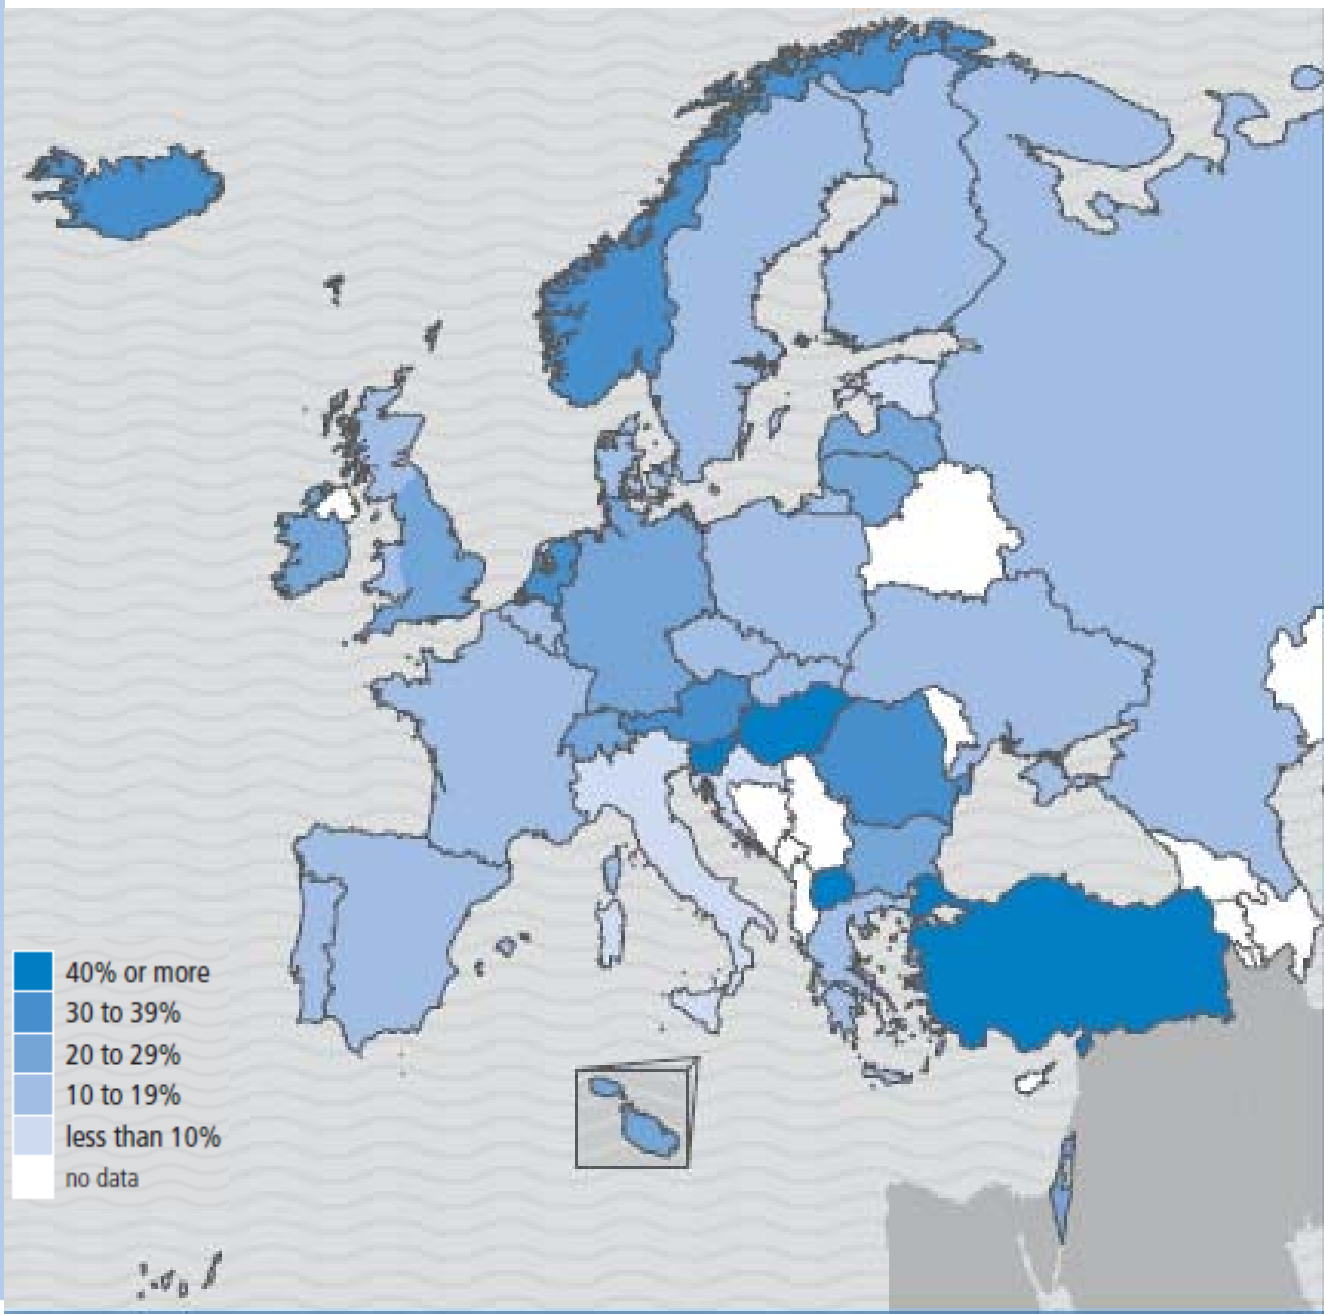 40% or more
30 to 39%
20 to 29%
10 to 19%
less than 10%
no data